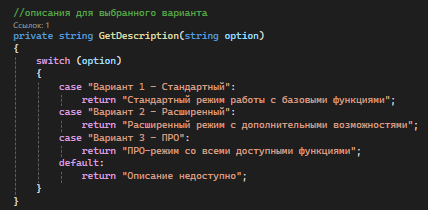 //описания для выбранного варианта
Ссылок: 1
private string GetDescription(string option)
{
switch (option)
{
case "Вариант 1 - Стандартный":
return "Стандартный режим работы с базовыми функциями";
case "Вариант 2 - Расширенный":
return "Расширенный режим с дополнительными возможностями";
case "Вариант 3 - ПРО":
return "ПРО-режим со всеми доступными функциями";
default:
return "Описание недоступно";
}
}